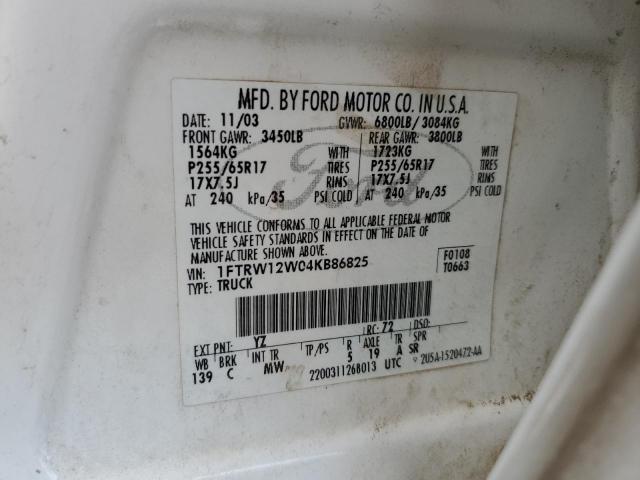 MFD. BY FORD MOTOR CO. IN U.S.A.
DATE: 11/03 GVWR: 6800LB/ 3084KG
FRONT GAWR: 3450LB REAR GAWR: 3800LB
1564KG WITH 1723KG WITH
P255/65R17 TIRES P255/65R17 TIRES
17X7.5J RIMS 17X7.5J RIMS
AT 240 kPa/35 PSI COLD AT 240 kPa/35 PSI COLD
Ford
THIS VEHICLE CONFORMS TO ALL APPLICABLE FEDERAL MOTOR
VEHICLE SAFETY STANDARDS IN EFFECT ON THE DATE OF
MANUFACTURE SHOWN ABOVE.
VIN: 1FTRW12W04KB86825 F0108
TYPE: TRUCK T0663
EXT PNT: YZ RC: 72 DSO:
WB BRK INT TR TP/PS R AXLE TR SPR
139 C MW 5 19 A
220031126B013 UTC 2U5A-1520472-AA